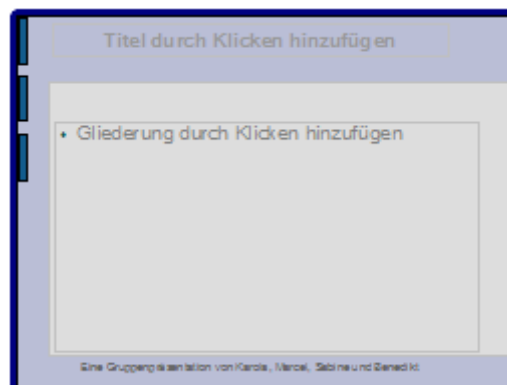 Titel durch Klicken hinzufügen
Gliederung durch Klicken hinzufügen
Eine Gruppenpräsentation von Karola, Marcel, Sabine und Benedikt